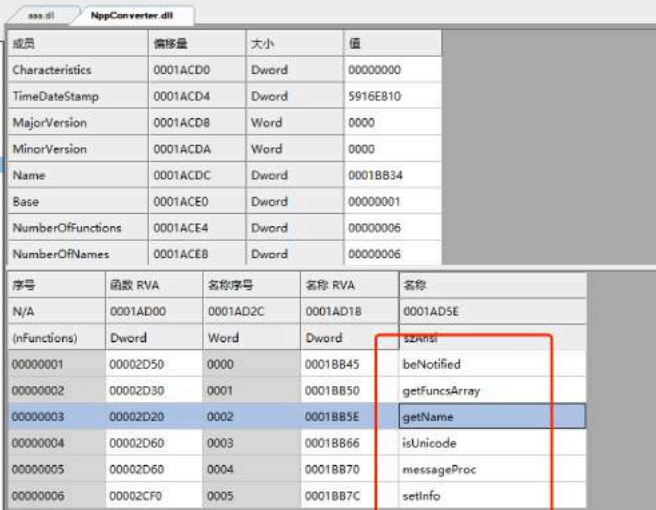 aaa.dll NppConverter.dll
成员 偏移量 大小 值
Characteristics 0001ACD0 Dword 00000000
TimeDateStamp 0001ACD4 Dword 5916E810
MajorVersion 0001ACD8 Word 0000
MinorVersion 0001ACDA Word 0000
Name 0001ACDC Dword 0001BB34
Base 0001ACE0 Dword 00000001
NumberOfFunctions 0001ACE4 Dword 00000006
NumberOfNames 0001ACE8 Dword 00000006
序号 函数 RVA 名称序号 名称 RVA 名称
N/A 0001AD00 0001AD2C 0001AD18 0001AD5E
(nFunctions) Dword Word Dword szAnsi
00000001 00002D50 0000 0001BB45 beNotified
00000002 00002D30 0001 0001BB50 getFuncsArray
00000003 00002D20 0002 0001BB5E getName
00000004 00002D60 0003 0001BB66 isUnicode
00000005 00002D60 0004 0001BB70 messageProc
00000006 00002CF0 0005 0001BB7C setInfo